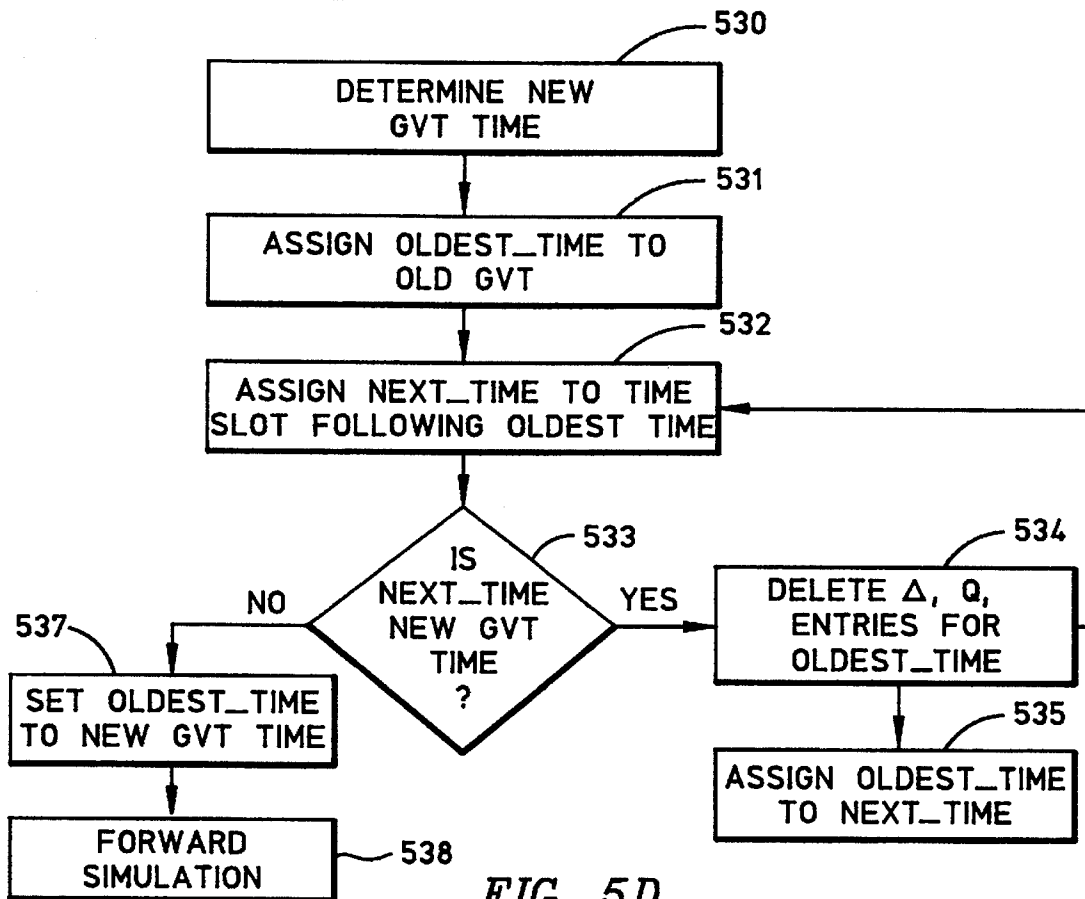 530
DETERMINE NEW
GVT TIME
531
ASSIGN OLDEST_TIME TO
OLD GVT
532
ASSIGN NEXT_TIME TO TIME
SLOT FOLLOWING OLDEST TIME
533
IS
NEXT_TIME
NEW GVT
TIME
?
NO
YES
534
DELETE Δ, Q,
ENTRIES FOR
OLDEST_TIME
537
SET OLDEST_TIME
TO NEW GVT TIME
535
ASSIGN OLDEST_TIME
TO NEXT_TIME
FORWARD
SIMULATION
538
FIG. 5D